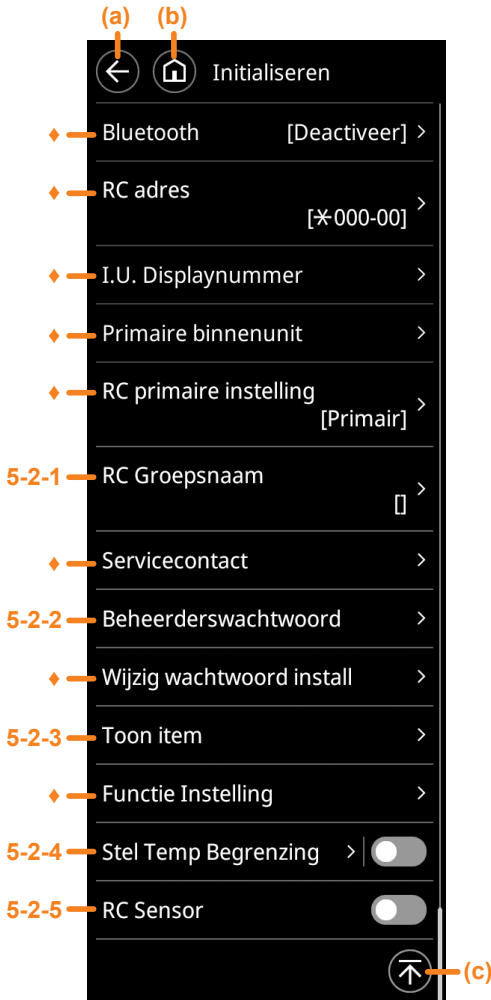 (a) (b)
Initialiseren
♦ Bluetooth [Deactiveer] >
♦ RC adres
[⚹000-00] >
♦ I.U. Displaynummer >
♦ Primaire binnenunit >
♦ RC primaire instelling
[Primair] >
5-2-1 RC Groepsnaam
[] >
♦ Servicecontact >
5-2-2 Beheerderswachtwoord >
♦ Wijzig wachtwoord install >
5-2-3 Toon item >
♦ Functie Instelling >
5-2-4 Stel Temp Begrenzing >
5-2-5 RC Sensor
(c)